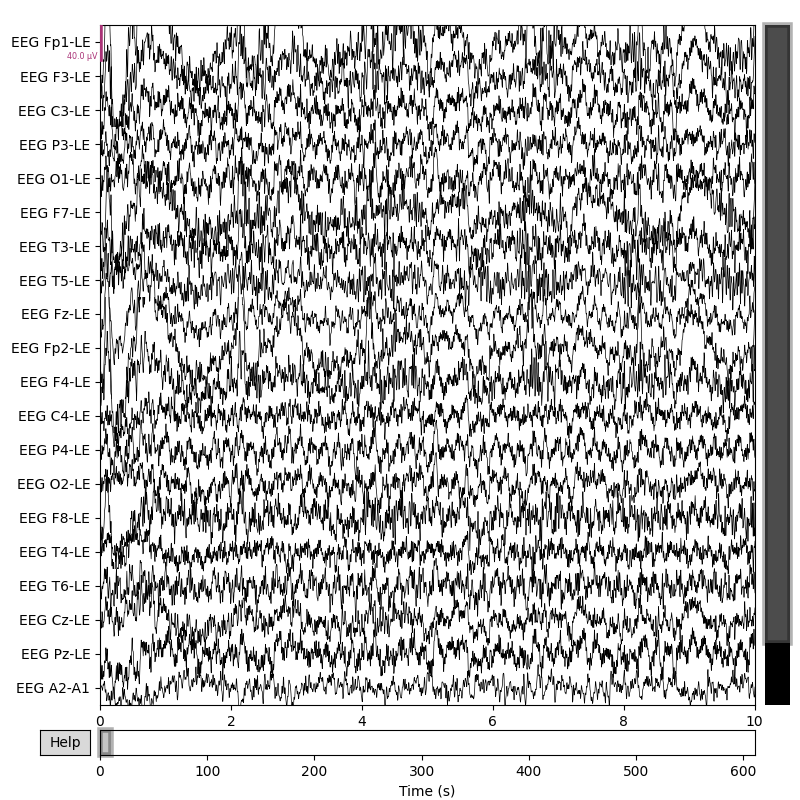 EEG Fp1-LE
40.0 µV
EEG F3-LE
EEG C3-LE
EEG P3-LE
EEG O1-LE
EEG F7-LE
EEG T3-LE
EEG T5-LE
EEG Fz-LE
EEG Fp2-LE
EEG F4-LE
EEG C4-LE
EEG P4-LE
EEG O2-LE
EEG F8-LE
EEG T4-LE
EEG T6-LE
EEG Cz-LE
EEG Pz-LE
EEG A2-A1
0 2 4 6 8 10
Help
0 100 200 300 400 500 600
Time (s)